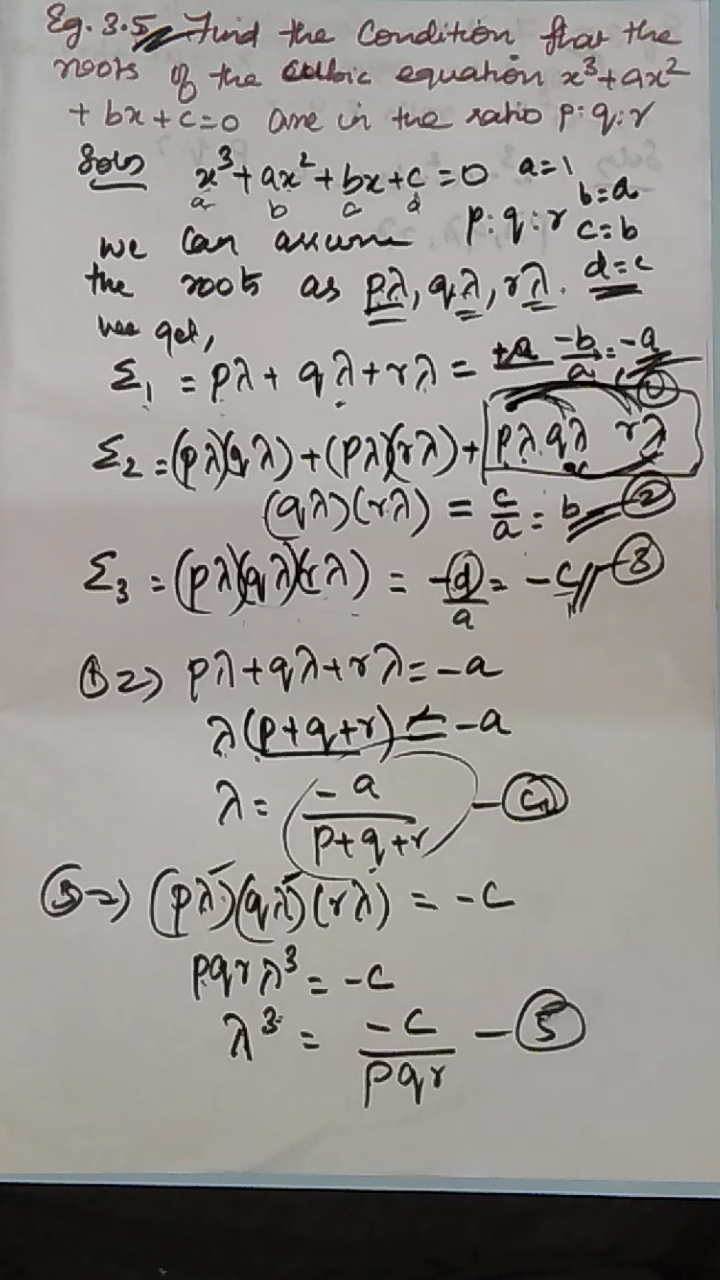 Eg. 3.5 Find the Condition that the
roots of the cubic equation x³+ax²
+ bx+c=0 are in the ratio p:q:r
Soln x³+ax²+bx+c=0 a=1
a b c d b=a
we can assume p:q:r c=b
the roots as pλ, qλ, rλ. d=c
we get,
Σ₁ = pλ + qλ+rλ = -b/a = -a ①
Σ₂ =(pλ)(qλ)+(pλ)(rλ)+ pλ qλ rλ
(qλ)(rλ) = c/a = b ②
Σ₃ =(pλ)(qλ)(rλ) = -d/a = -c ③
① => pλ+qλ+rλ=-a
λ(p+q+r) = -a
λ = -a/p+q+r - ④
③ => (pλ)(qλ)(rλ) = -c
pqrλ³ = -c
λ³ = -c/pqr - ⑤